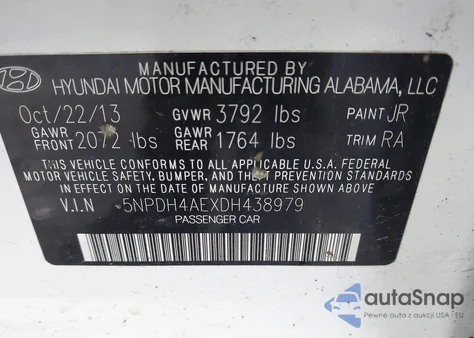 MANUFACTURED BY
HYUNDAI MOTOR MANUFACTURING ALABAMA, LLC
Oct/22/13 GVWR 3792 lbs PAINT JR
GAWR FRONT 2072 lbs GAWR REAR 1764 lbs TRIM RA
THIS VEHICLE CONFORMS TO ALL APPLICABLE U.S.A. FEDERAL
MOTOR VEHICLE SAFETY, BUMPER, AND THEFT PREVENTION STANDARDS IN
EFFECT ON THE DATE OF MANUFACTURE SHOWN ABOVE
V.I.N 5NPDH4AEXDH438979
PASSENGER CAR
autoSnap
Pewne auta z aukcji USA - EU